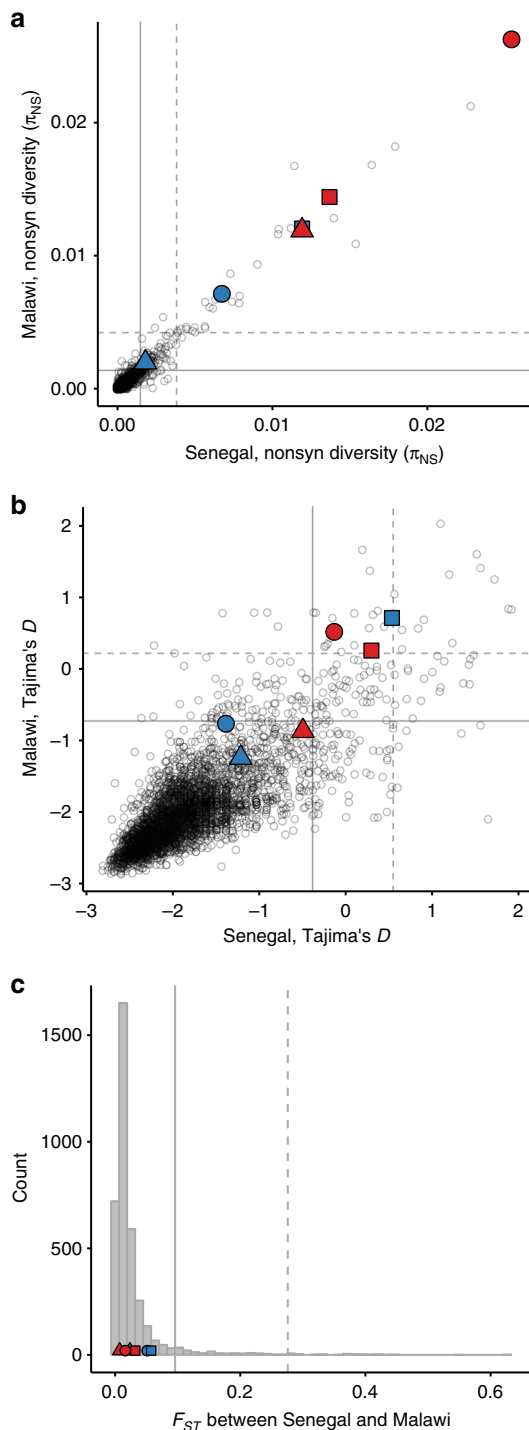 a
0.02
0.01
0.00
Malawi, nonsyn diversity (πNS)
0.00 0.01 0.02
Senegal, nonsyn diversity (πNS)
b
2
1
0
−1
−2
−3
Malawi, Tajima's D
−3 −2 −1 0 1 2
Senegal, Tajima's D
c
1500
1000
500
0
Count
0.0 0.2 0.4 0.6
FST between Senegal and Malawi